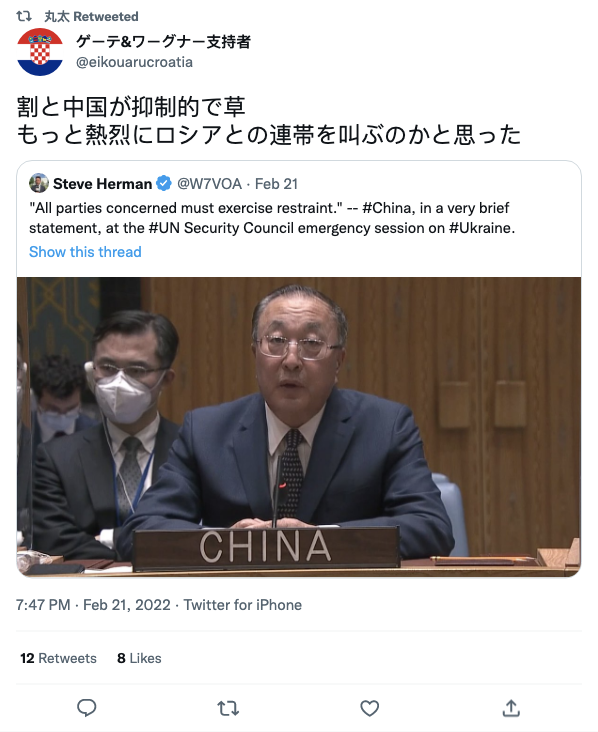 丸太 Retweeted
ゲーテ&ワーグナー支持者
@eikouarucroatia
割と中国が抑制的で草
もっと熱烈にロシアとの連帯を叫ぶのかと思った
Steve Herman @W7VOA · Feb 21
"All parties concerned must exercise restraint." -- #China, in a very brief
statement, at the #UN Security Council emergency session on #Ukraine.
Show this thread
CHINA
7:47 PM · Feb 21, 2022 · Twitter for iPhone
12 Retweets 8 Likes